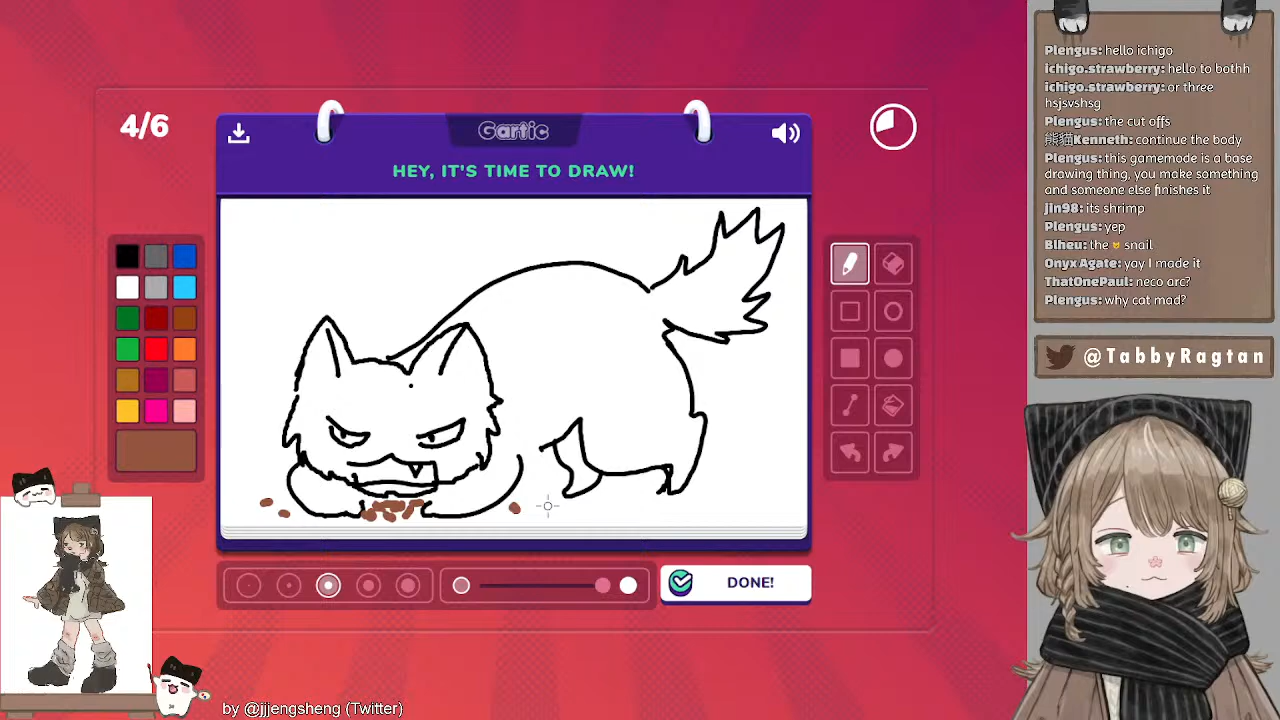 4/6
Gartic
HEY, IT'S TIME TO DRAW!
DONE!
by @jjjengsheng (Twitter)
Plengus: hello ichigo
ichigo.strawberry: hello to bothh
ichigo.strawberry: or three
hsjsvshsg
Plengus: the cut offs
熊猫Kenneth: continue the body
Plengus: this gamemode is a base
drawing thing, you make something
and someone else finishes it
Jin98: its shrimp
Plengus: yep
Blheu: the snail
Onyx Agate: yay I made it
ThatOnePaul: neco arc?
Plengus: why cat mad?
@TabbyRagtan